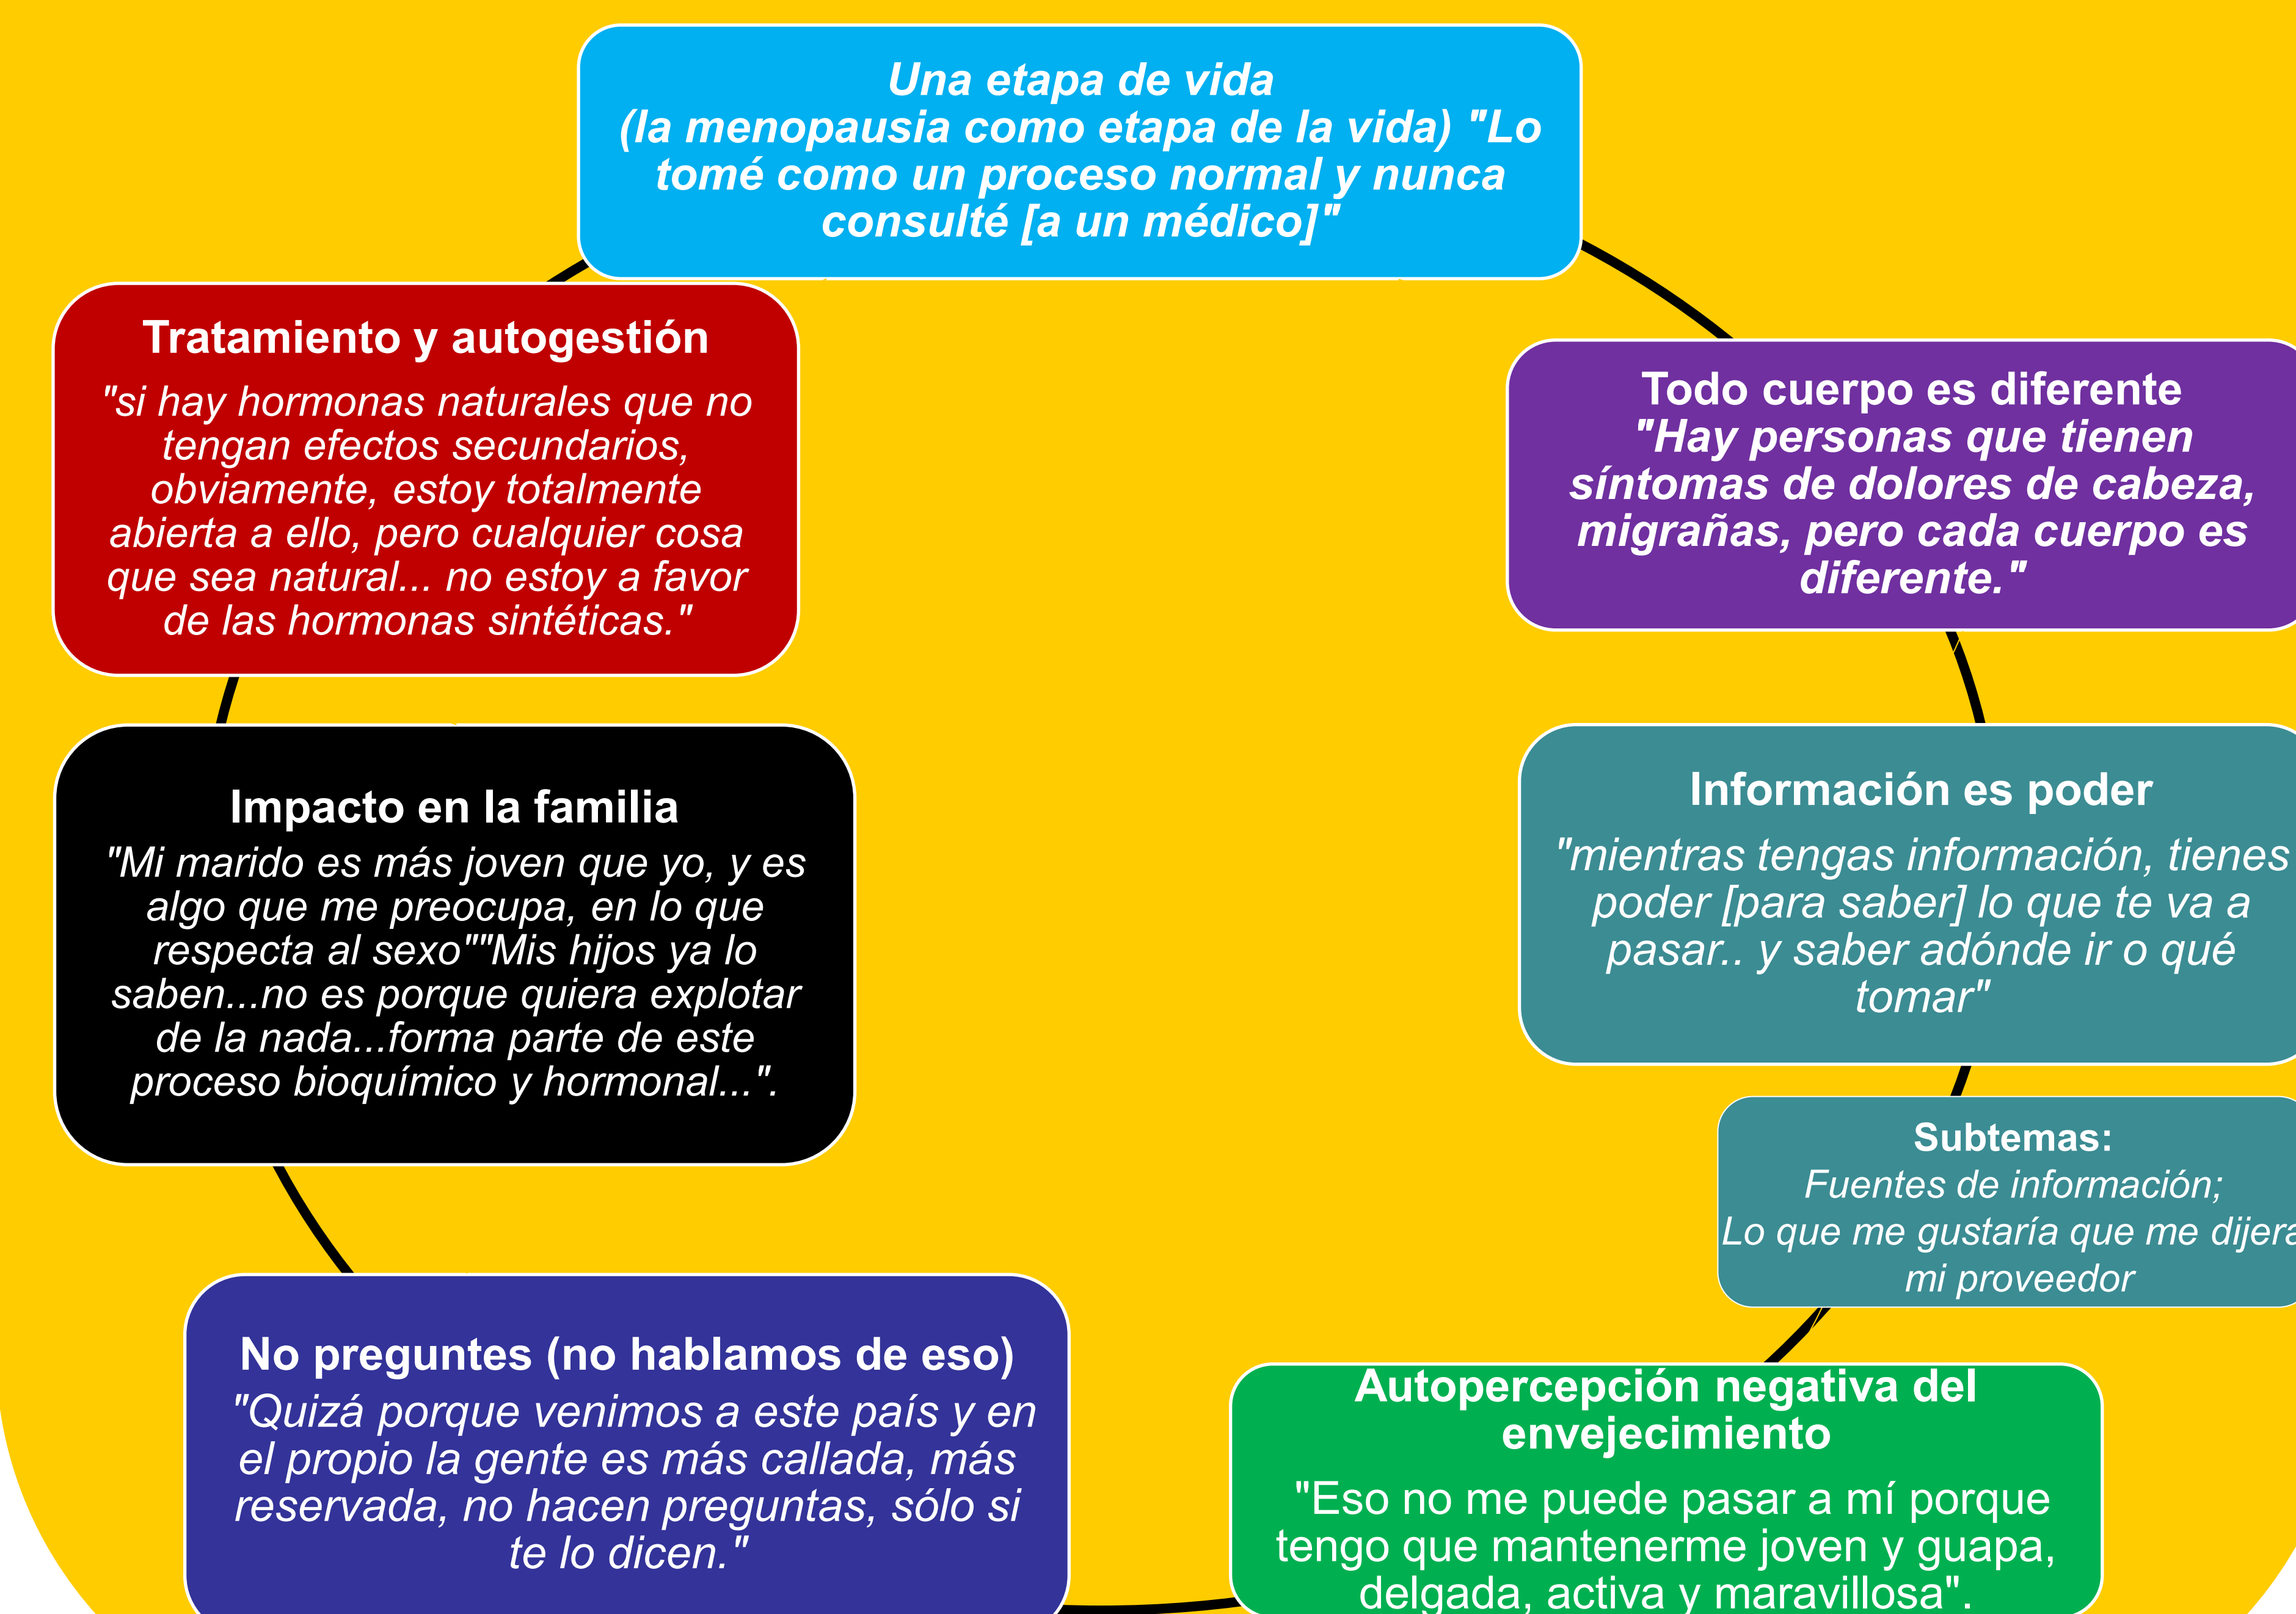 Una etapa de vida
(la menopausia como etapa de la vida) "Lo
tomé como un proceso normal y nunca
consulté [a un médico]"
Tratamiento y autogestión
"si hay hormonas naturales que no
tengan efectos secundarios,
obviamente, estoy totalmente
abierta a ello, pero cualquier cosa
que sea natural... no estoy a favor
de las hormonas sintéticas."
Todo cuerpo es diferente
"Hay personas que tienen
síntomas de dolores de cabeza,
migrañas, pero cada cuerpo es
diferente."
Impacto en la familia
"Mi marido es más joven que yo, y es
algo que me preocupa, en lo que
respecta al sexo""Mis hijos ya lo
saben...no es porque quiera explotar
de la nada...forma parte de este
proceso bioquímico y hormonal...".
Información es poder
"mientras tengas información, tienes
poder [para saber] lo que te va a
pasar.. y saber adónde ir o qué
tomar"
Subtemas:
Fuentes de información;
Lo que me gustaría que me dijera
mi proveedor
No preguntes (no hablamos de eso)
"Quizá porque venimos a este país y en
el propio la gente es más callada, más
reservada, no hacen preguntas, sólo si
te lo dicen."
Autopercepción negativa del
envejecimiento
"Eso no me puede pasar a mí porque
tengo que mantenerme joven y guapa,
delgada, activa y maravillosa".